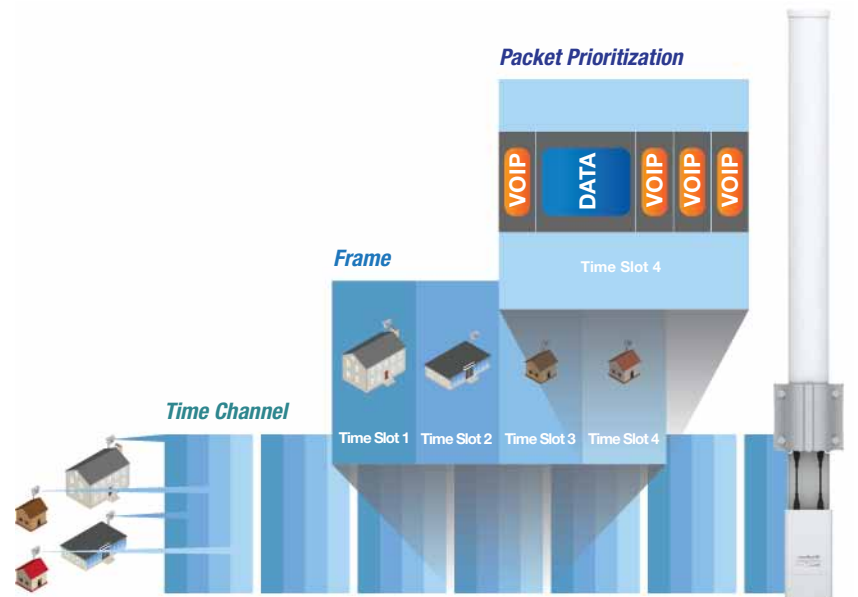 Packet Prioritization
VOIP
DATA
VOIP
VOIP
VOIP
Time Slot 4
Frame
Time Slot 1
Time Slot 2
Time Slot 3
Time Slot 4
Time Channel